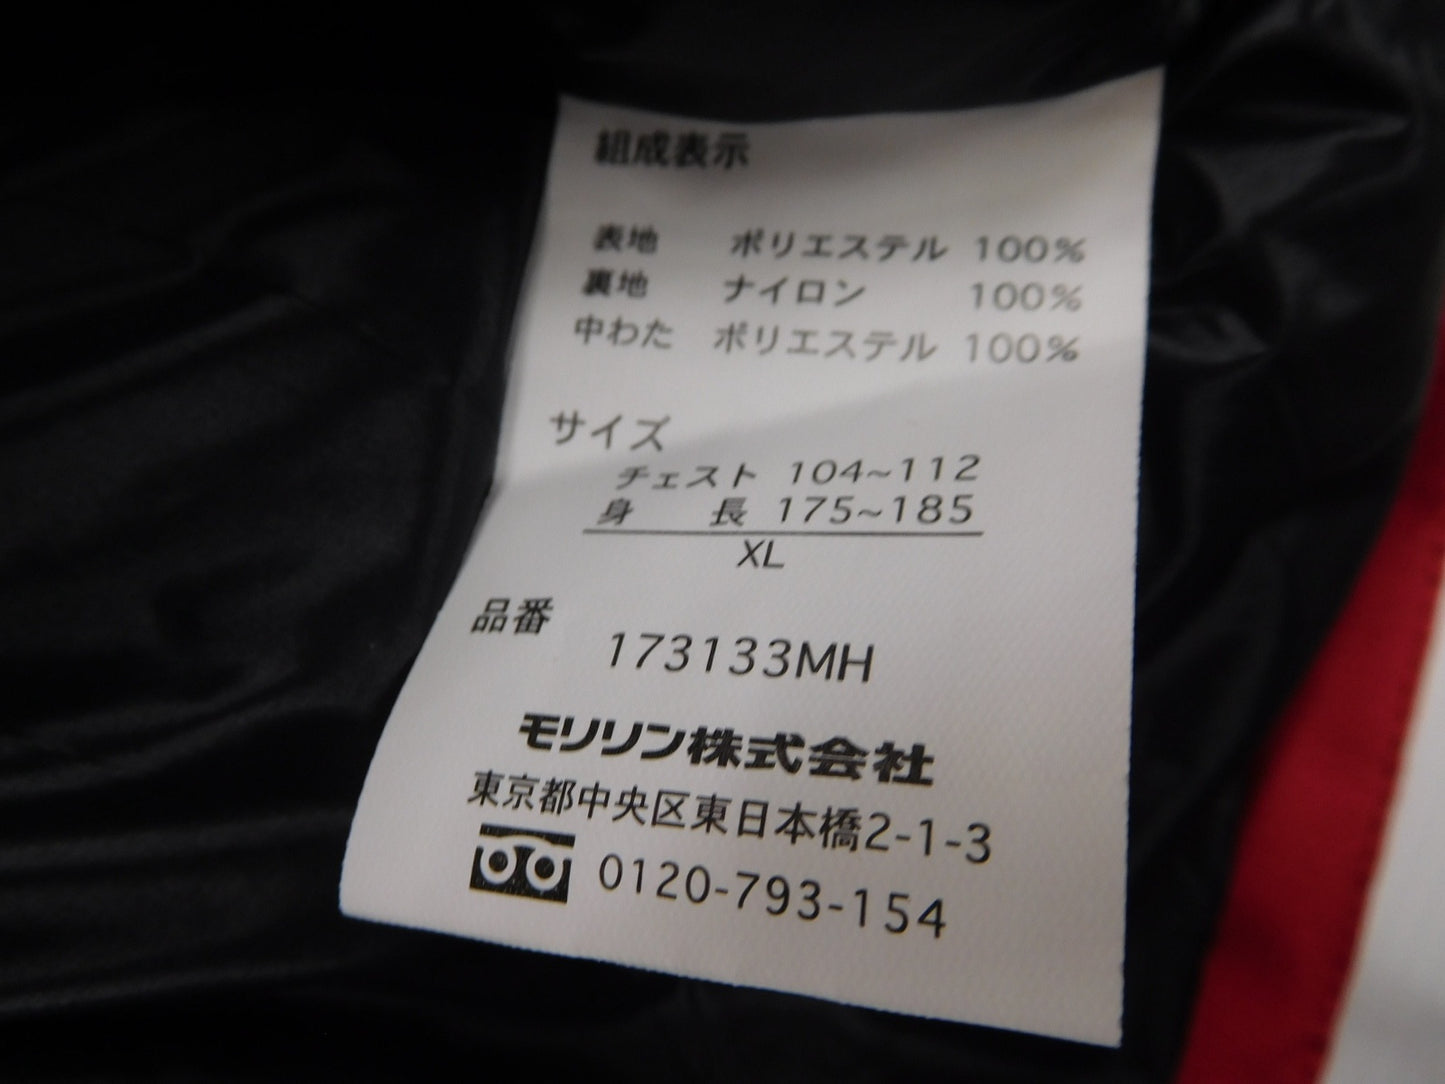 組成表示
表地 ポリエステル 100%
裏地 ナイロン 100%
中わた ポリエステル 100%
サイズ
チェスト 104~112
身 長 175~185
XL
品番
173133MH
モリリン株式会社
東京都中央区東日本橋2-1-3
0120-793-154